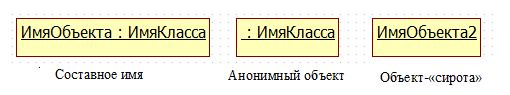 ИмяОбъекта : ИмяКласса
: ИмяКласса
ИмяОбъекта2
Составное имя
Анонимный объект
Объект-«сирота»